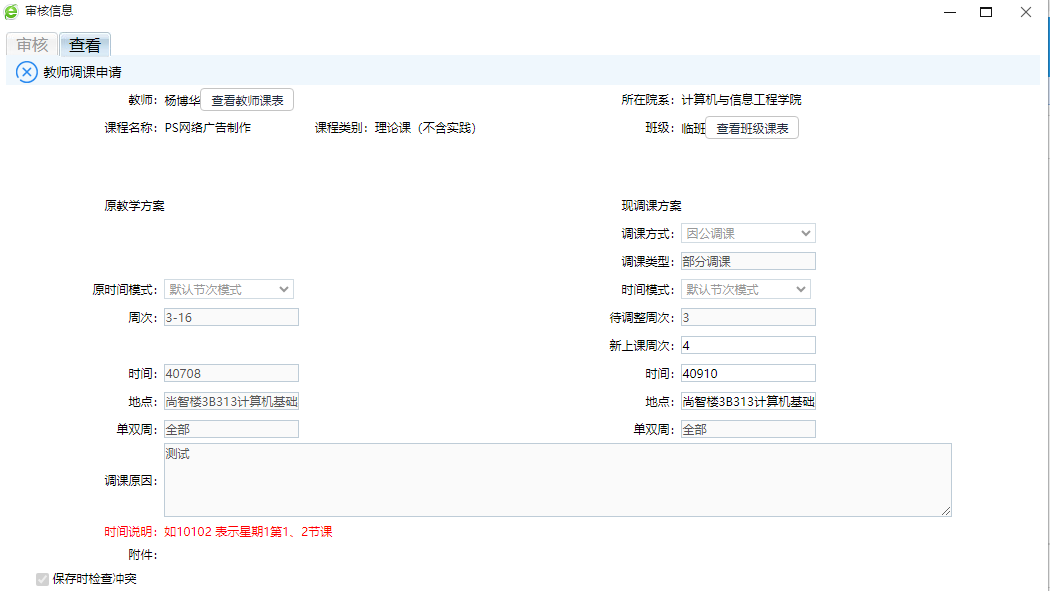 审核信息
审核 查看
教师调课申请
教师： 杨博华 查看教师课表 所在院系： 计算机与信息工程学院
课程名称： PS网络广告制作 课程类别： 理论课（不含实践） 班级： 临班 查看班级课表
原教学方案 现调课方案
调课方式： 因公调课
调课类型： 部分调课
原时间模式： 默认节次模式 时间模式： 默认节次模式
周次： 3-16 待调整周次： 3
新上课周次： 4
时间： 40708 时间： 40910
地点： 尚智楼3B313计算机基础 地点： 尚智楼3B313计算机基础
单双周： 全部 单双周： 全部
调课原因： 测试
时间说明： 如10102 表示星期1第1、2节课
附件：
保存时检查冲突